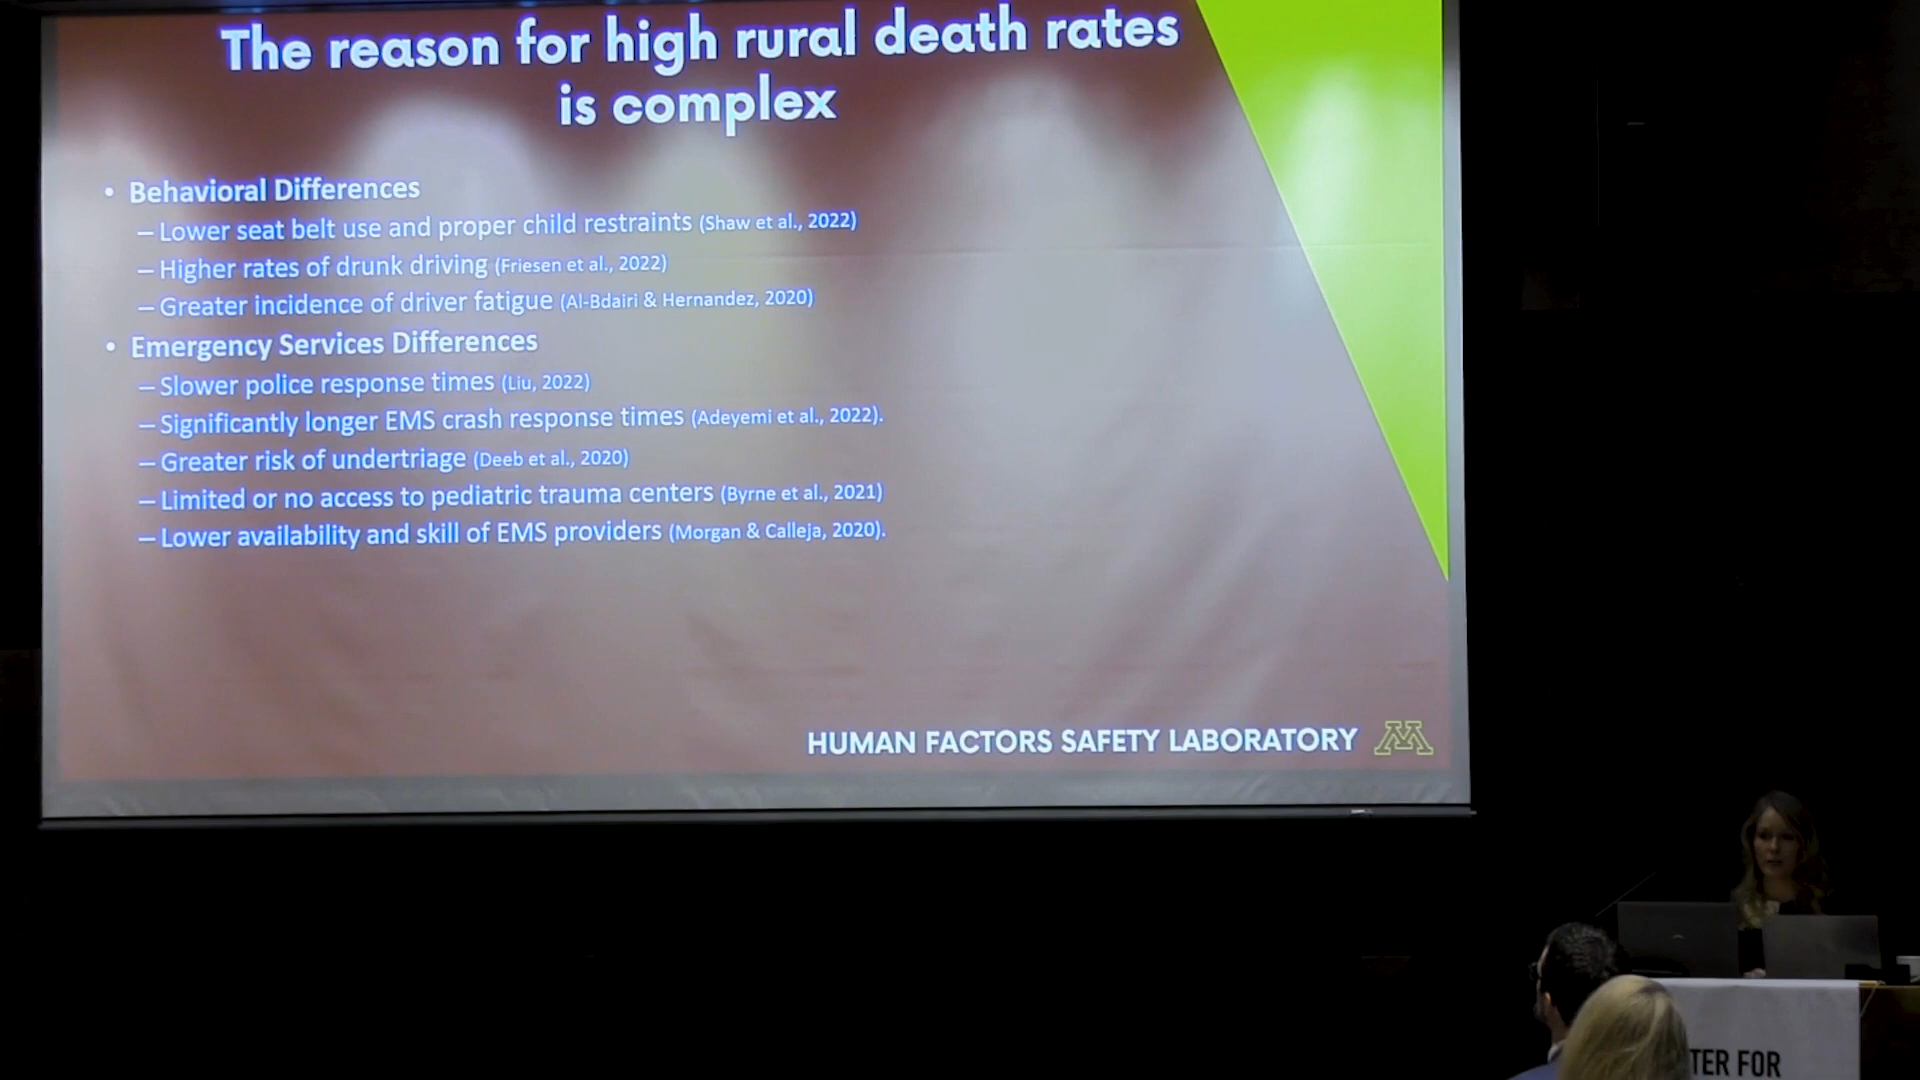 The reason for high rural death rates
is complex
• Behavioral Differences
– Lower seat belt use and proper child restraints (Shaw et al., 2022)
– Higher rates of drunk driving (Friesen et al., 2022)
– Greater incidence of driver fatigue (Al-Bdairi & Hernandez, 2020)
• Emergency Services Differences
– Slower police response times (Liu, 2022)
– Significantly longer EMS crash response times (Adeyemi et al., 2022).
– Greater risk of undertriage (Deeb et al., 2020)
– Limited or no access to pediatric trauma centers (Byrne et al., 2021)
– Lower availability and skill of EMS providers (Morgan & Calleja, 2020).
HUMAN FACTORS SAFETY LABORATORY M
TER FOR